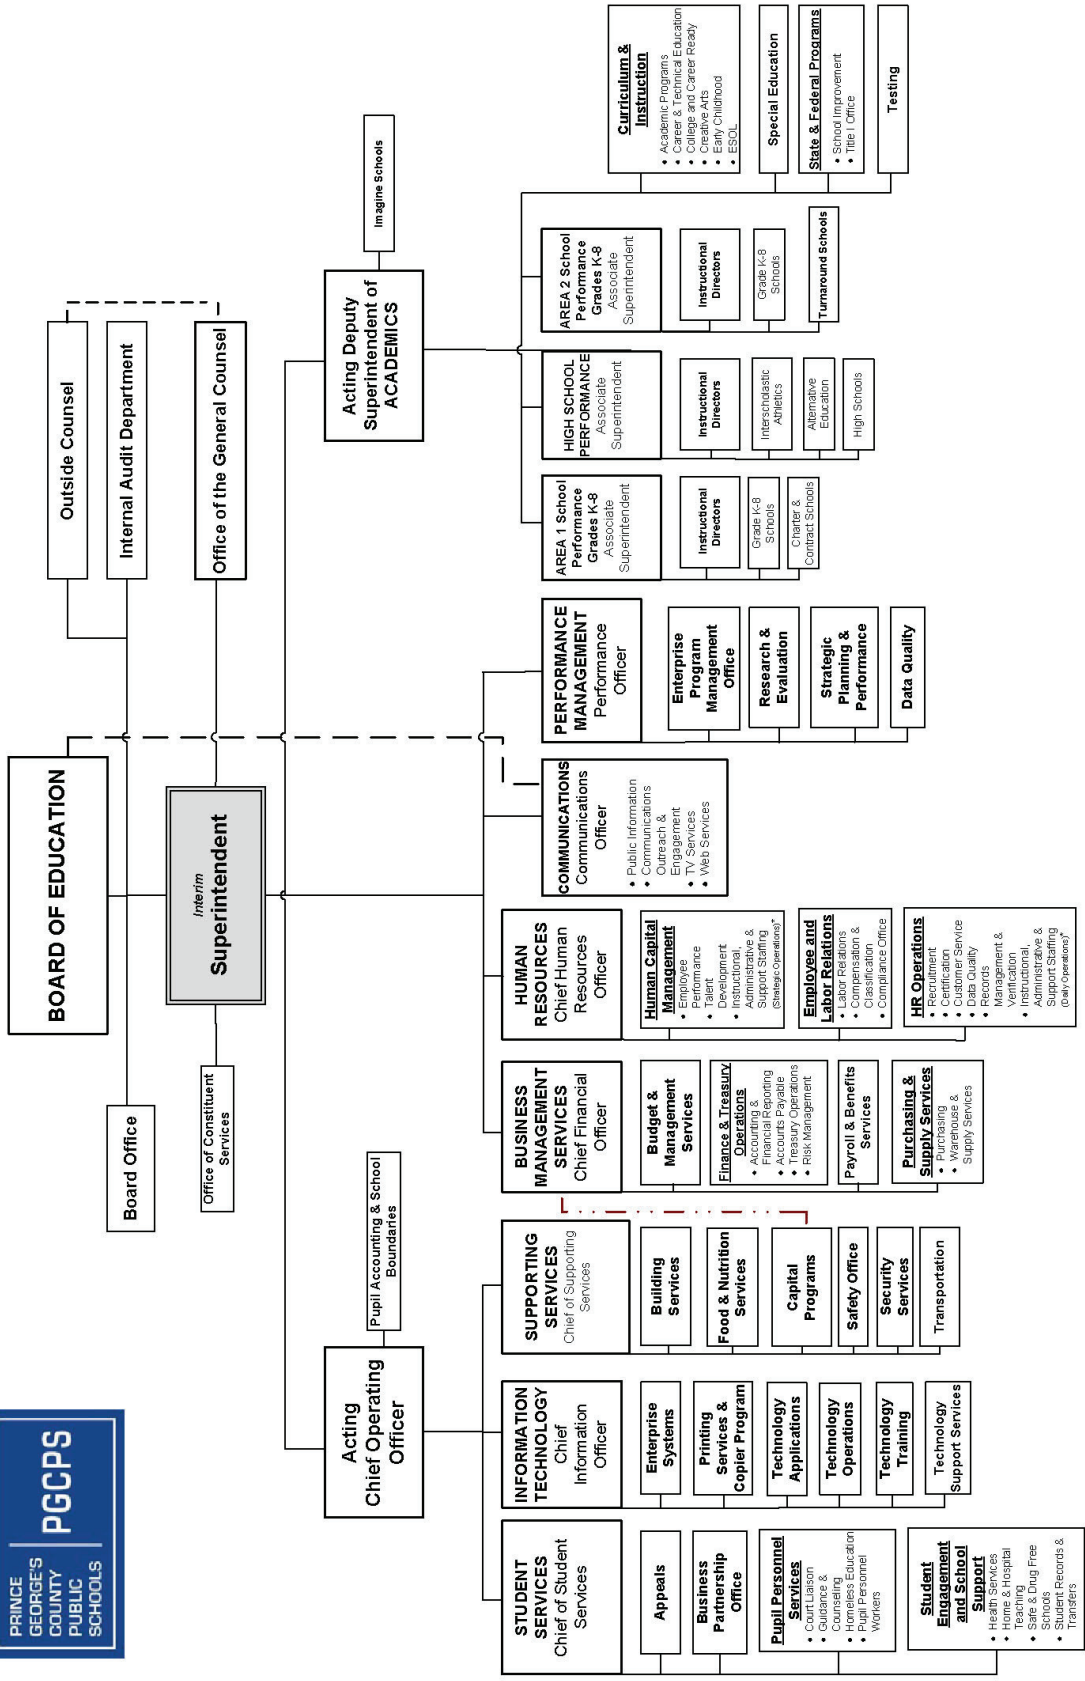 PRINCE
GEORGE'S
COUNTY
PUBLIC
SCHOOLS
PGCPS
BOARD OF EDUCATION
Board Office
Outside Counsel
Internal Audit Department
Interim
Superintendent
Office of Constituent
Services
Office of the General Counsel
Acting
Chief Operating
Officer
Pupil Accounting & School
Boundaries
Acting Deputy
Superintendent of
ACADEMICS
Imagine Schools
STUDENT
SERVICES
Chief of Student
Services
Appeals
Business
Partnership
Office
Pupil Personnel
Services
• Court Liaison
• Guidance &
Counseling
• Homeless Education
• Pupil Personnel
Workers
Student
Engagement
and School
Support
• Health Services
• Home & Hospital
Teaching
• Safe & Drug Free
Schools
• Student Records &
Transfers
INFORMATION
TECHNOLOGY
Chief
Information
Officer
Enterprise
Systems
Printing
Services &
Copier Program
Technology
Applications
Technology
Operations
Technology
Training
Technology
Support Services
SUPPORTING
SERVICES
Chief of Supporting
Services
Building
Services
Food & Nutrition
Services
Capital
Programs
Safety Office
Security
Services
Transportation
BUSINESS
MANAGEMENT
SERVICES
Chief Financial
Officer
Budget &
Management
Services
Finance & Treasury
Operations
• Accounting &
Financial Reporting
• Accounts Payable
• Treasury Operations
• Risk Management
Payroll & Benefits
Services
Purchasing &
Supply Services
• Purchasing
• Warehouse &
Supply Services
HUMAN
RESOURCES
Chief Human
Resources
Officer
Human Capital
Management
• Employee
Performance
• Talent
Development
• Instructional,
Administrative &
Support Staffing
(Strategic Operations)*
Employee and
Labor Relations
• Labor Relations
• Compensation &
Classification
• Compliance Office
HR Operations
• Recruitment
• Certification
• Customer Service
• Data Quality
• Records
Management &
Verification
• Instructional,
Administrative &
Support Staffing
(Daily Operations)*
COMMUNICATIONS
Communications
Officer
• Public Information
• Communications
Outreach &
Engagement
• TV Services
• Web Services
PERFORMANCE
MANAGEMENT
Performance
Officer
Enterprise
Program
Management
Office
Research &
Evaluation
Strategic
Planning &
Performance
Data Quality
AREA 1 School
Performance
Grades K-8
Associate
Superintendent
Instructional
Directors
Grade K-8
Schools
Charter &
Contract Schools
HIGH SCHOOL
PERFORMANCE
Associate
Superintendent
Instructional
Directors
Interscholastic
Athletics
Alternative
Education
High Schools
AREA 2 School
Performance
Grades K-8
Associate
Superintendent
Instructional
Directors
Grade K-8
Schools
Turnaround Schools
Curriculum &
Instruction
• Academic Programs
• Career & Technical Education
• College and Career Ready
• Creative Arts
• Early Childhood
• ESOL
Special Education
State & Federal Programs
• School Improvement
• Title I Office
Testing